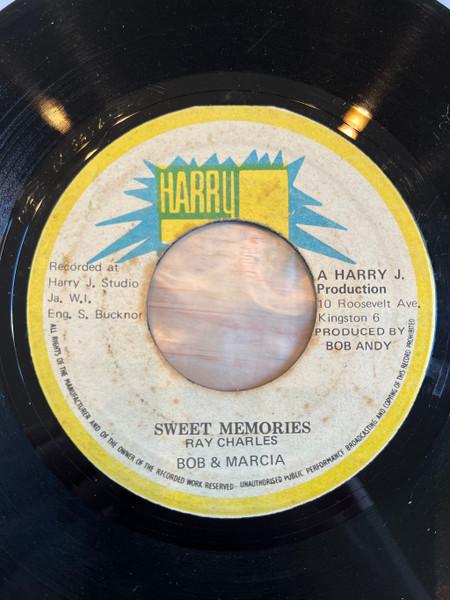 HARRY
Recorded at
Harry J. Studio
Ja. W.I.
Eng. S. Bucknor
A HARRY J.
Production
10 Roosevelt Ave.
Kingston 6
PRODUCED BY
BOB ANDY
SWEET MEMORIES
RAY CHARLES
BOB & MARCIA
ALL RIGHTS OF THE MANUFACTURER AND OF THE OWNER OF THE RECORDED WORK RESERVED · UNAUTHORISED PUBLIC PERFORMANCE BROADCASTING AND COPYING OF THIS RECORD PROHIBITED